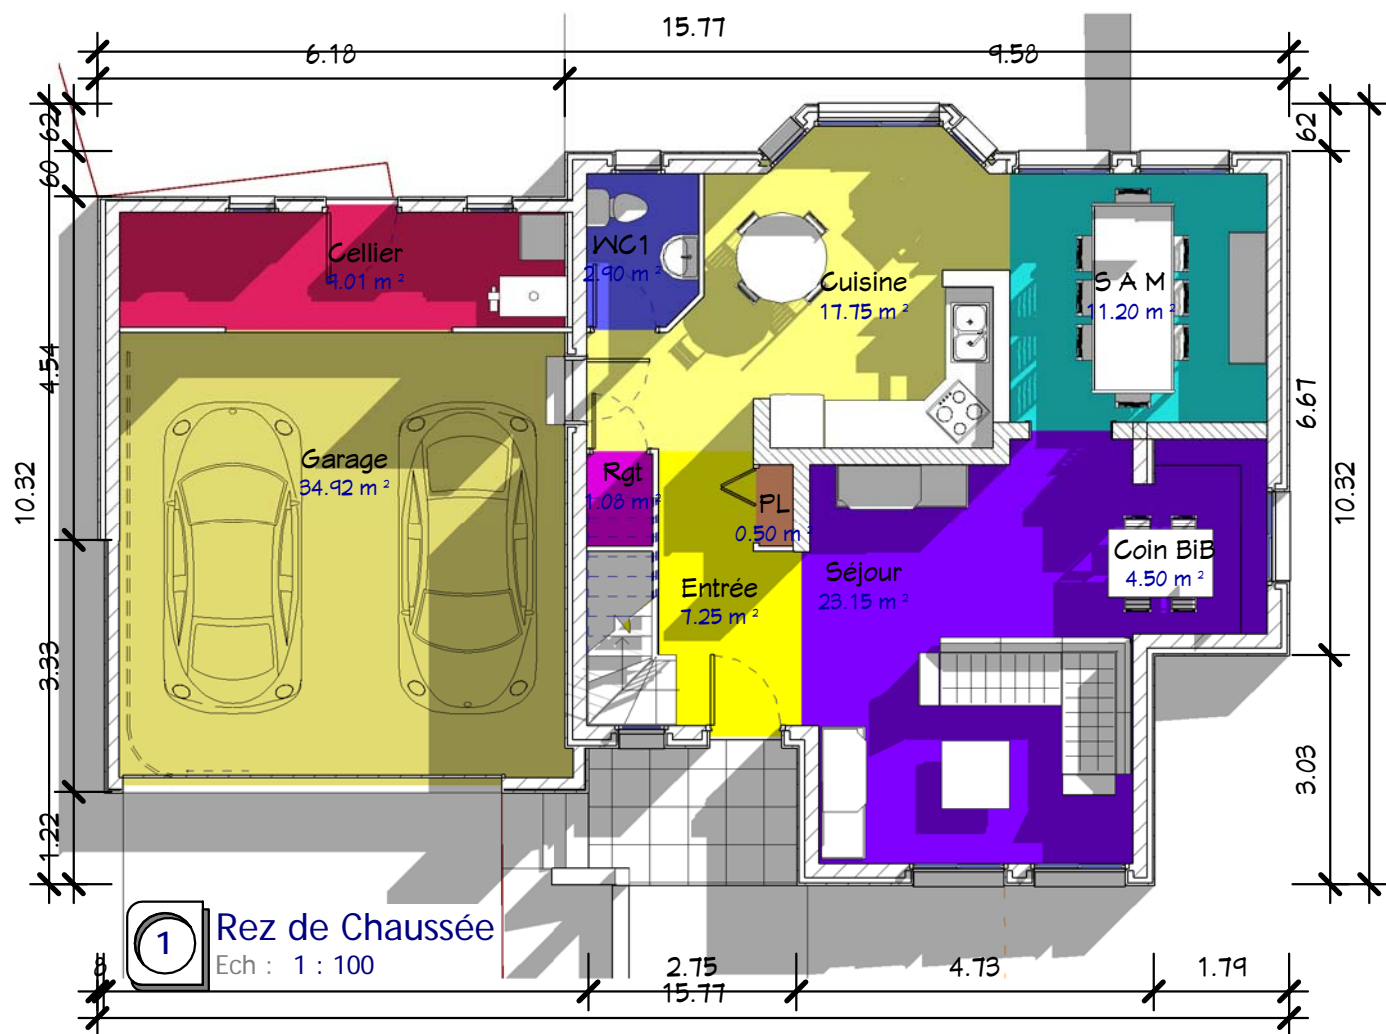 15.77
6.18
9.58
62
60
62
Cellier
9.01 m²
WC1
2.90 m²
Cuisine
17.75 m²
S A M
11.20 m²
4.54
6.67
Garage
34.92 m²
Rgt
1.08 m²
PL
0.50 m²
10.32
10.32
Coin BiB
4.50 m²
Séjour
23.15 m²
Entrée
7.25 m²
3.33
3.03
1.22
1
Rez de Chaussée
Ech : 1 : 100
8
2.75
4.73
1.79
15.77